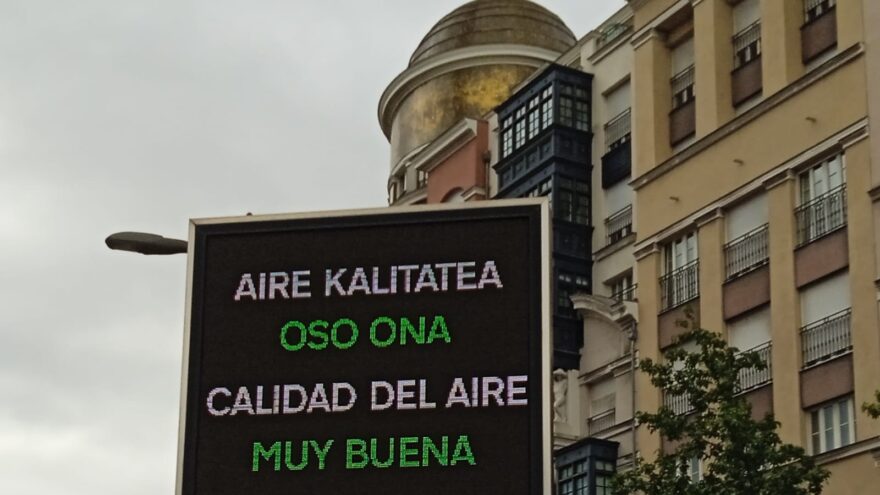 AIRE KALITATEA
OSO ONA
CALIDAD DEL AIRE
MUY BUENA